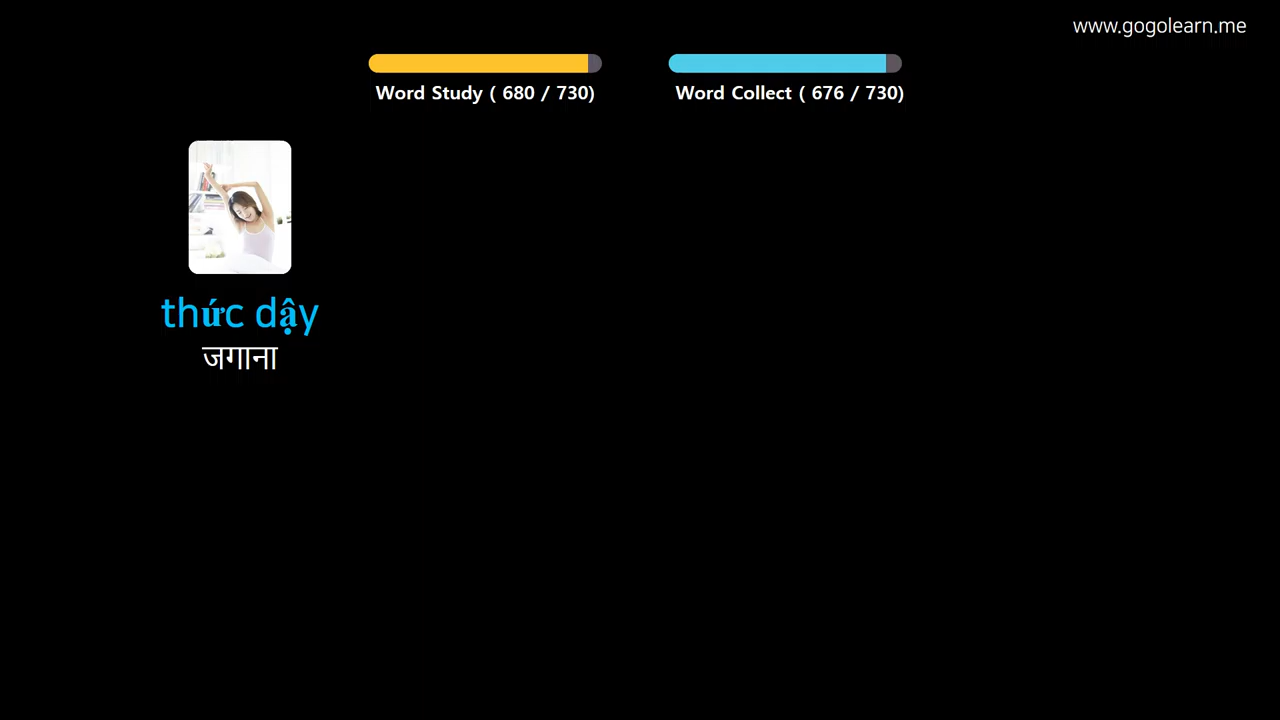 www.gogolearn.me
Word Study ( 680 / 730)
Word Collect ( 676 / 730)
thức dậy
जगाना